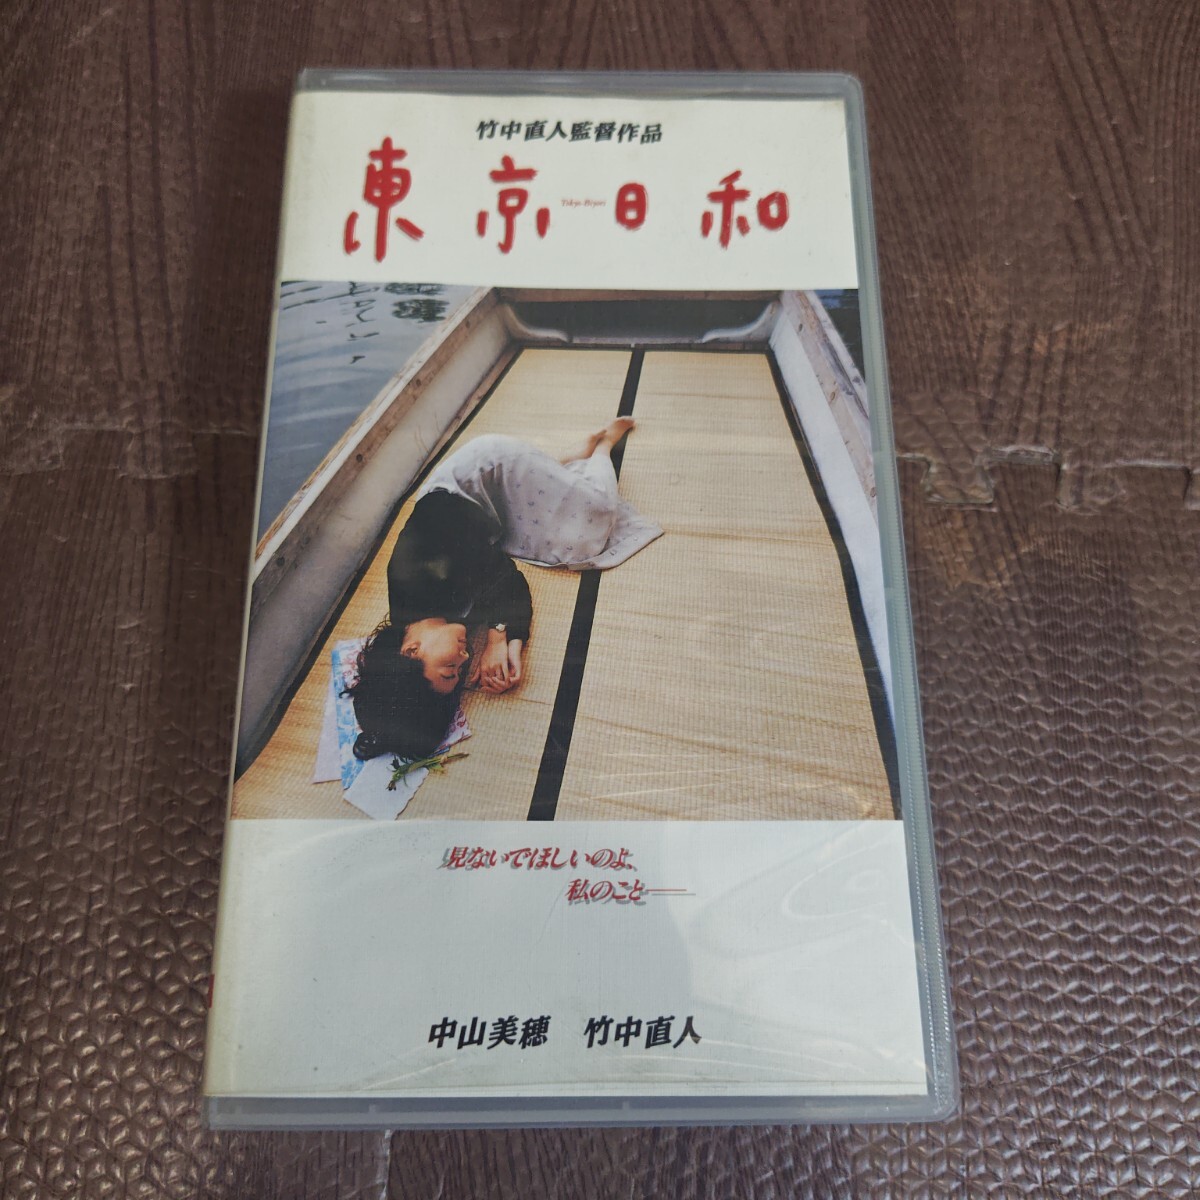 竹中直人監督作品
東京日和
Tokyo Biyori
見ないでほしいのよ、
私のこと——
中山美穂　竹中直人